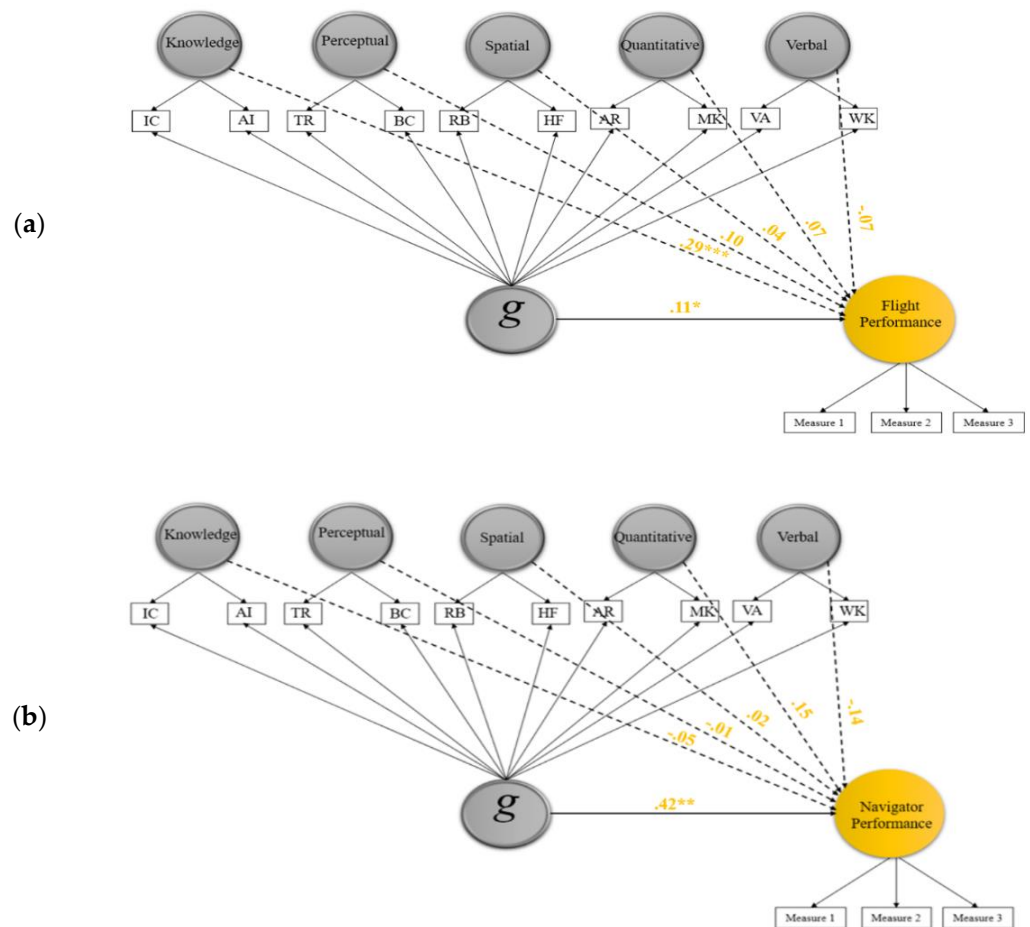 Knowledge Perceptual Spatial Quantitative Verbal
IC AI TR BC RB HF AR MK VA WK
(a)
.29*** .10 .04 .07 -.07
g .11* Flight
Performance
Measure 1 Measure 2 Measure 3
Knowledge Perceptual Spatial Quantitative Verbal
IC AI TR BC RB HF AR MK VA WK
(b)
-.05 -.01 .02 .15 -.14
g .42** Navigator
Performance
Measure 1 Measure 2 Measure 3